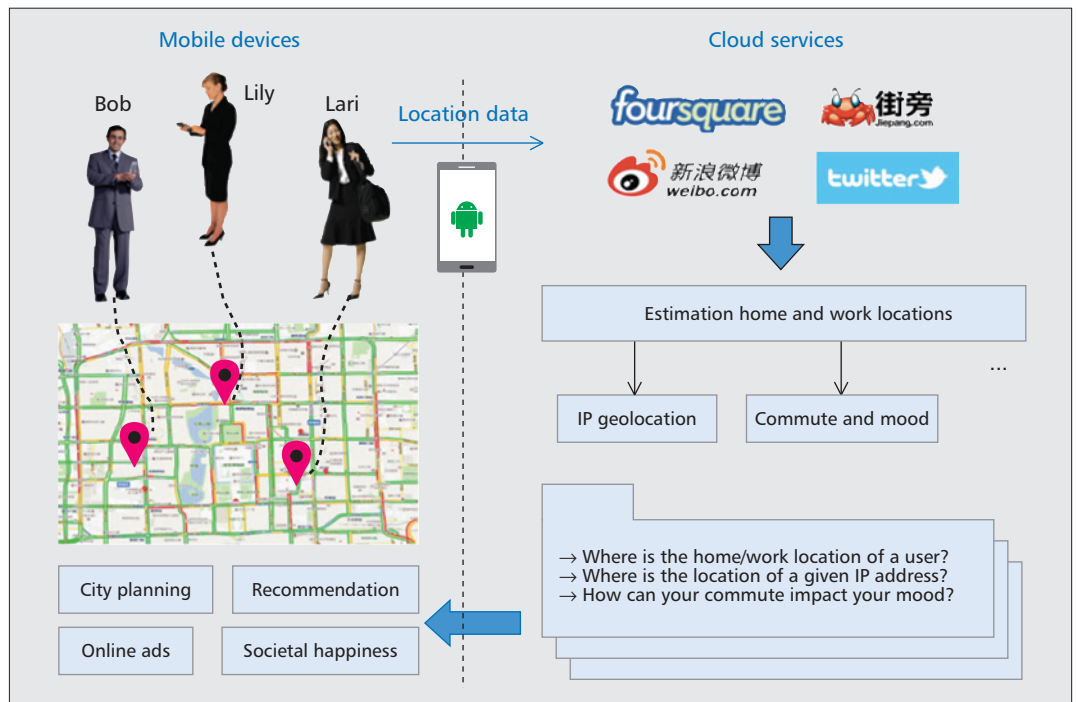 Mobile devices
Cloud services
Bob
Lily
Lari
Location data
foursquare
街旁
Jiepang.com
新浪微博
weibo.com
twitter
Estimation home and work locations
...
IP geolocation
Commute and mood
→ Where is the home/work location of a user?
→ Where is the location of a given IP address?
→ How can your commute impact your mood?
City planning
Recommendation
Online ads
Societal happiness